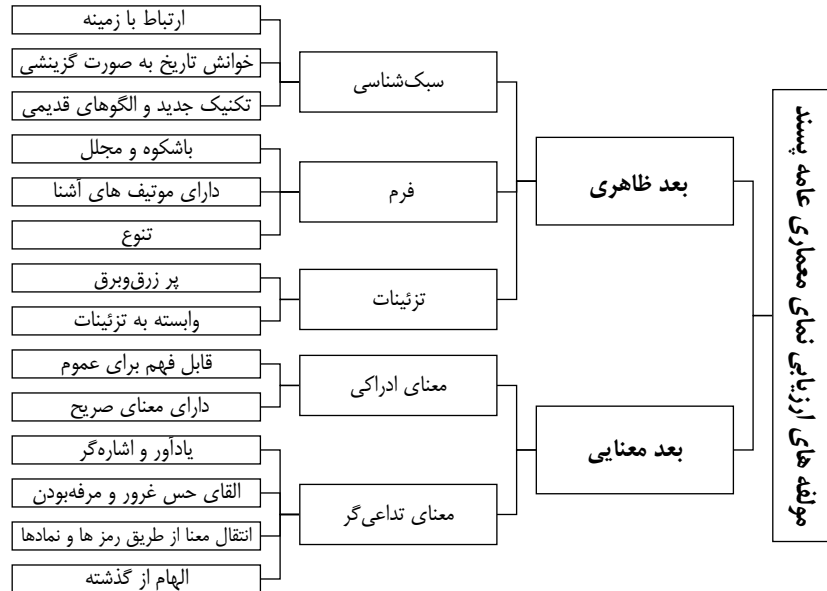 مولفه های ارزیابی نمای معماری عامه پسند
بعد ظاهری
سبک‌شناسی
ارتباط با زمینه
خوانش تاریخ به صورت گزینشی
تکنیک جدید و الگوهای قدیمی
فرم
باشکوه و مجلل
دارای موتیف های آشنا
تنوع
تزئینات
پر زرق‌وبرق
وابسته به تزئینات
بعد معنایی
معنای ادراکی
قابل فهم برای عموم
دارای معنای صریح
معنای تداعی‌گر
یادآور و اشاره‌گر
القای حس غرور و مرفه‌بودن
انتقال معنا از طریق رمز ها و نمادها
الهام از گذشته